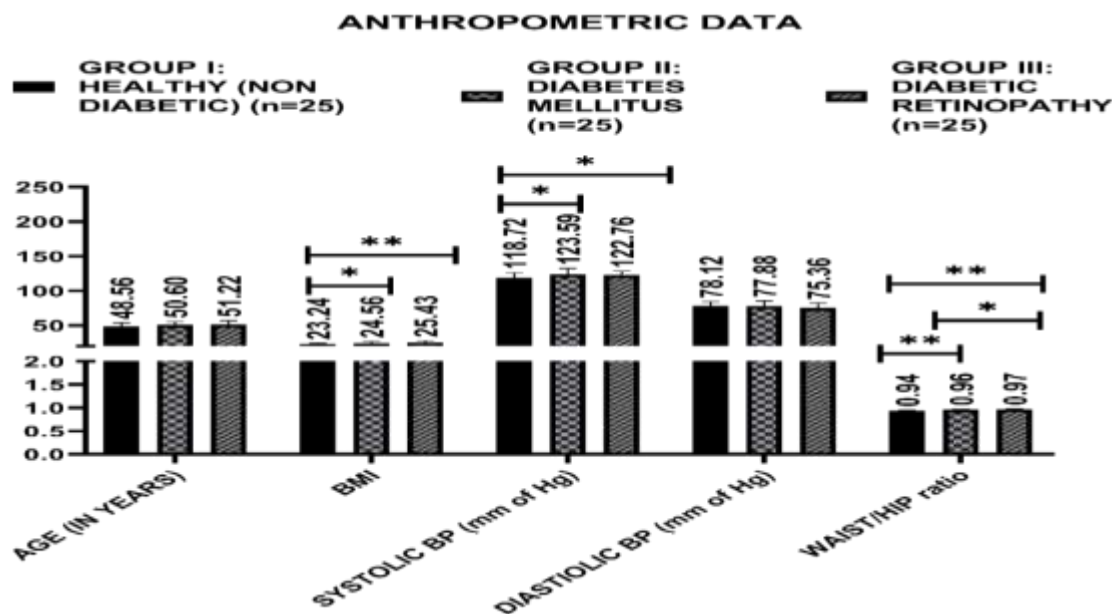 ANTHROPOMETRIC DATA
GROUP I:
HEALTHY (NON
DIABETIC) (n=25)
GROUP II:
DIABETES
MELLITUS
(n=25)
GROUP III:
DIABETIC
RETINOPATHY
(n=25)
250
200
150
100
50
2.0
1.5
1.0
0.5
0.0
48.56
50.60
51.22
**
*
23.24
24.56
25.43
*
*
118.72
123.59
122.76
78.12
77.88
75.36
**
*
**
0.94
0.96
0.97
AGE (IN YEARS)
BMI
SYSTOLIC BP (mm of Hg)
DIASTIOLIC BP (mm of Hg)
WAIST/HIP ratio